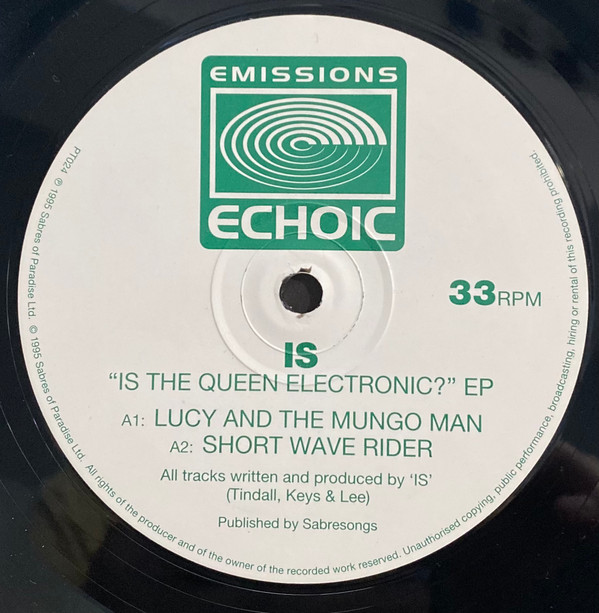 EMISSIONS
ECHOIC
33 RPM
IS
“IS THE QUEEN ELECTRONIC?” EP
A1: LUCY AND THE MUNGO MAN
A2: SHORT WAVE RIDER
All tracks written and produced by ‘IS’
(Tindall, Keys & Lee)
Published by Sabresongs
PT024 ℗ 1995 Sabres of Paradise Ltd. © 1995 Sabres of Paradise Ltd. All rights of the producer and of the owner of the recorded work reserved. Unauthorised copying, public performance, broadcasting, hiring or rental of this recording prohibited.